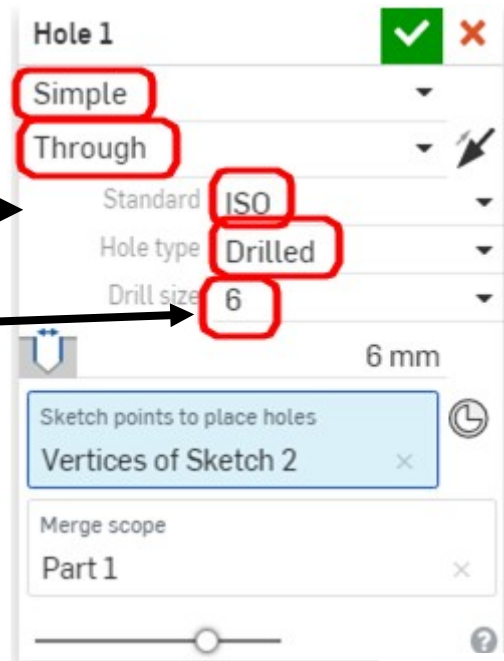 Hole 1
Simple
Through
Standard ISO
Hole type Drilled
Drill size 6
6 mm
Sketch points to place holes
Vertices of Sketch 2
Merge scope
Part 1